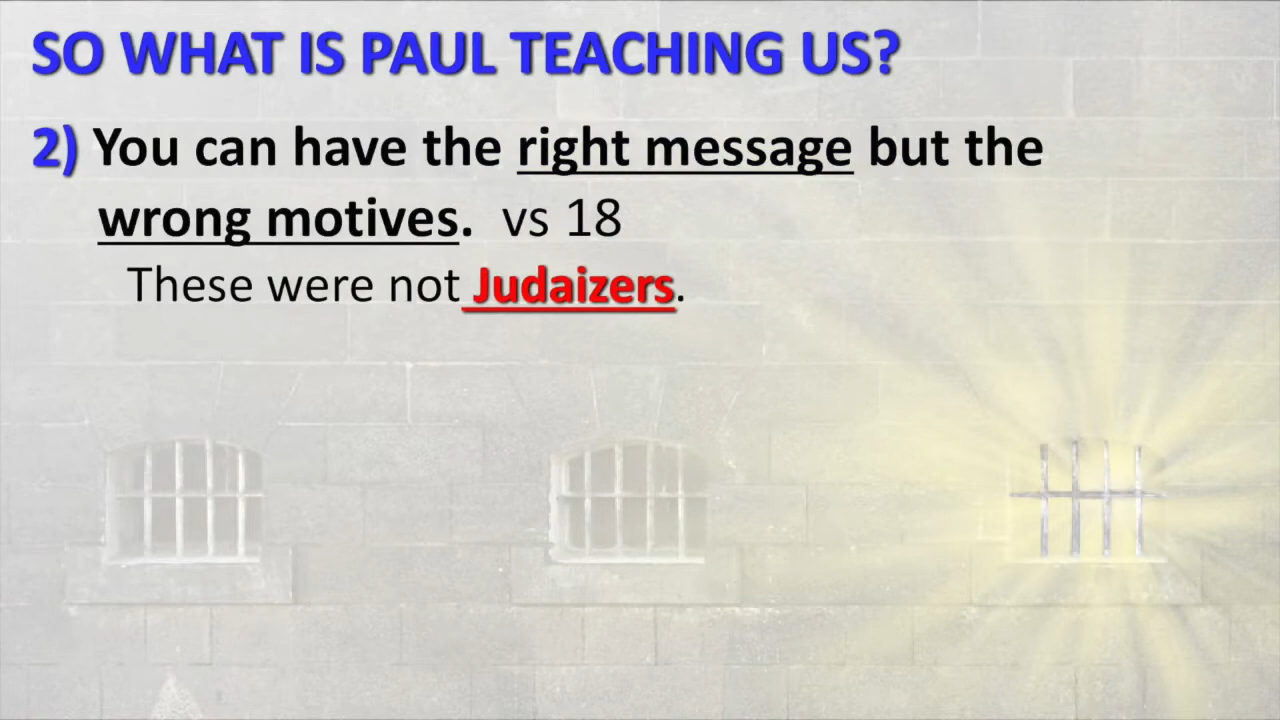 SO WHAT IS PAUL TEACHING US?
2) You can have the right message but the
wrong motives. vs 18
These were not Judaizers.